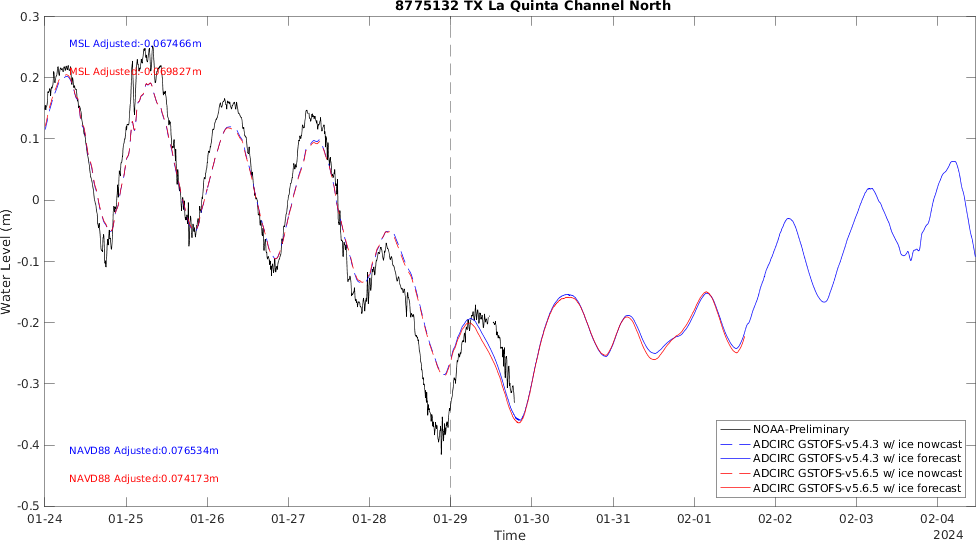 8775132 TX La Quinta Channel North
0.3
0.2
0.1
0
-0.1
-0.2
-0.3
-0.4
-0.5
Water Level (m)
MSL Adjusted:-0.067466m
MSL Adjusted:-0.069827m
NAVD88 Adjusted:0.076534m
NAVD88 Adjusted:0.074173m
NOAA-Preliminary
ADCIRC GSTOFS-v5.4.3 w/ ice nowcast
ADCIRC GSTOFS-v5.4.3 w/ ice forecast
ADCIRC GSTOFS-v5.6.5 w/ ice nowcast
ADCIRC GSTOFS-v5.6.5 w/ ice forecast
01-24 01-25 01-26 01-27 01-28 01-29 01-30 01-31 02-01 02-02 02-03 02-04
Time
2024